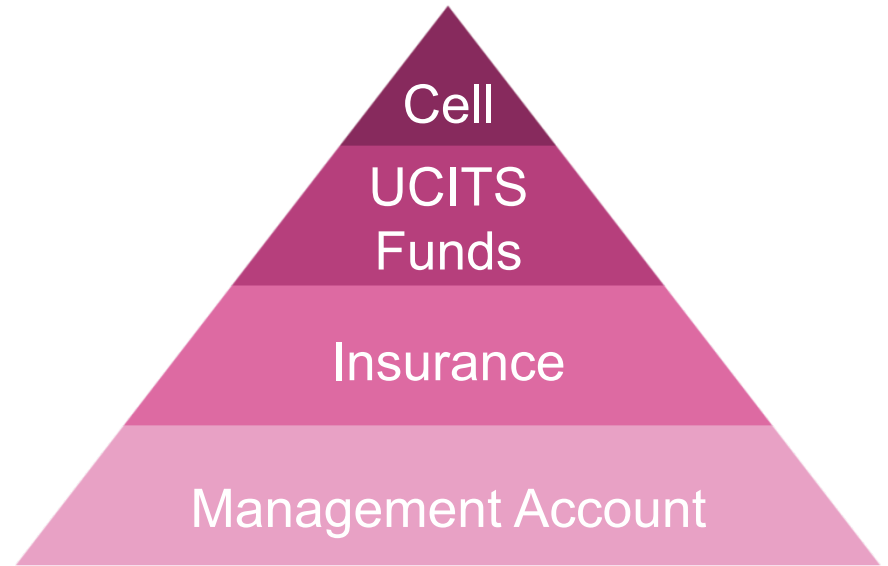 Cell
UCITS
Funds
Insurance
Management Account